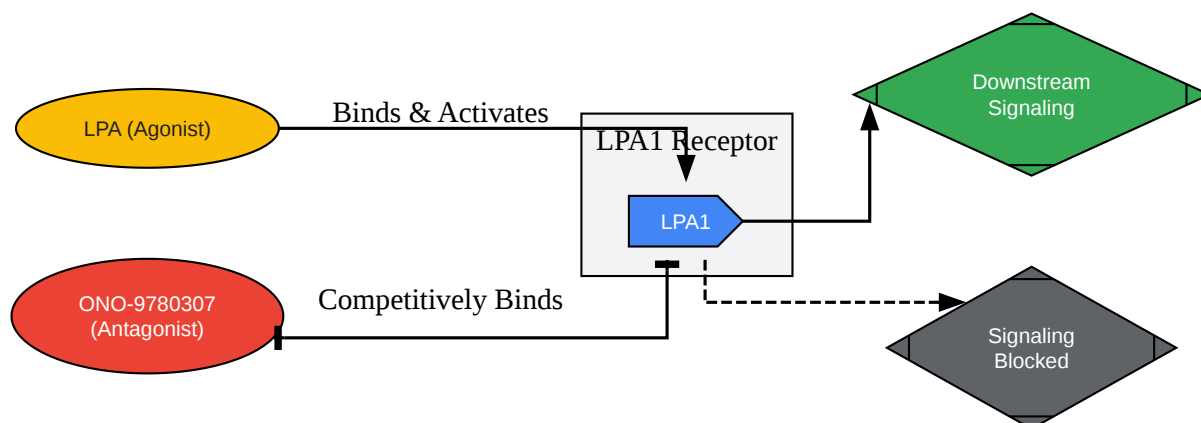 LPA (Agonist)
Binds & Activates
LPA1 Receptor
LPA1
Downstream
Signaling
ONO-9780307
(Antagonist)
Competitively Binds
Signaling
Blocked